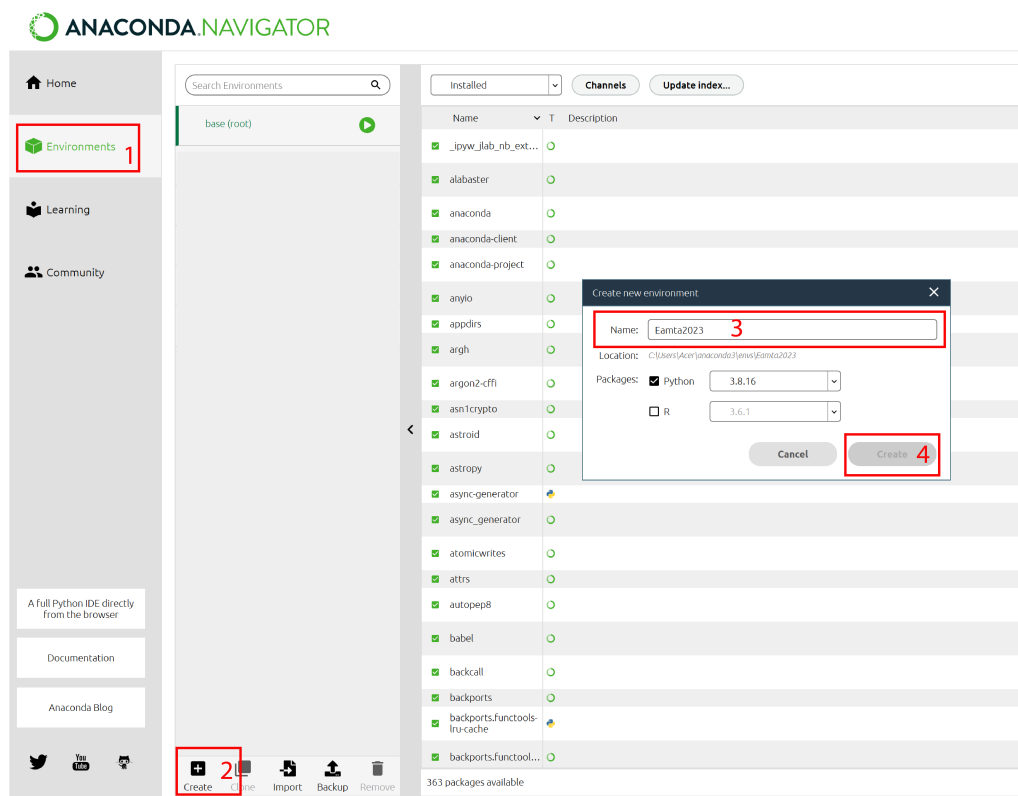 ANACONDA.NAVIGATOR
Home
Environments 1
Learning
Community
A full Python IDE directly
from the browser
Documentation
Anaconda Blog
You
Tube
Search Environments
base (root)
Create 2
Clone
Import
Backup
Remove
Installed
Channels
Update index...
Name T Description
_ipyw_jlab_nb_ext...
alabaster
anaconda
anaconda-client
anaconda-project
anyio
appdirs
argh
argon2-cffi
asn1crypto
astroid
astropy
async-generator
async_generator
atomicwrites
attrs
autopep8
babel
backcall
backports
backports.functools-
lru-cache
backports.functool...
363 packages available
Create new environment
Name: Eamta2023 3
Location: C:\Users\Acer\anaconda3\envs\Eamta2023
Packages: Python 3.8.16
R 3.6.1
Cancel
Create 4